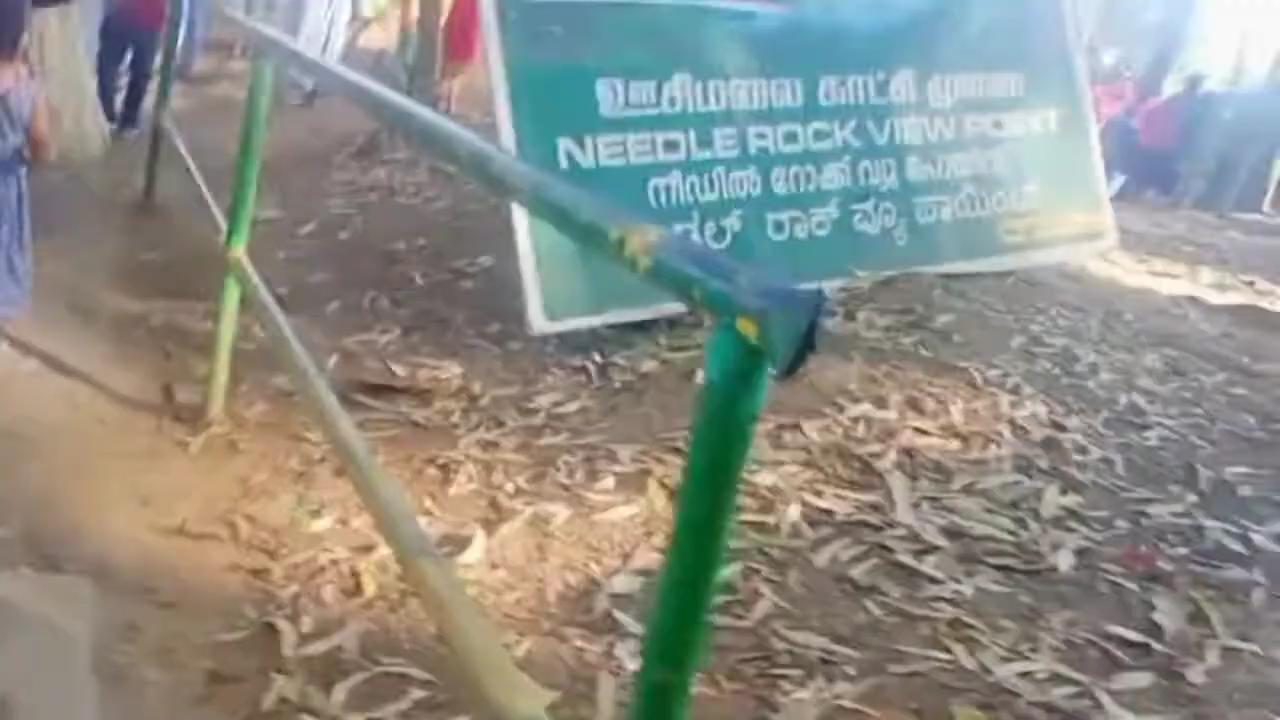 ஊசிமலை காட்சி முனை
NEEDLE ROCK VIEW POINT
നീഡിൽ റോക്ക് വ്യൂ പോയിന്റ്
ರಾಕ್ ವ್ಯೂ ಪಾಯಿಂಟ್